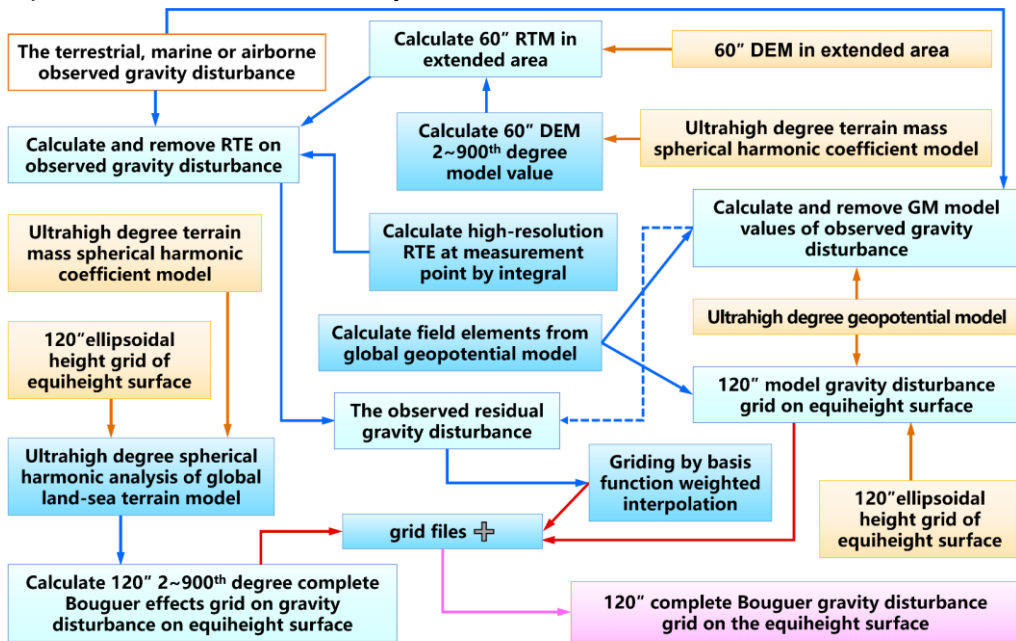 The terrestrial, marine or airborne
observed gravity disturbance
Calculate 60″ RTM in
extended area
60″ DEM in extended area
Calculate and remove RTE on
observed gravity disturbance
Calculate 60″ DEM
2~900th degree
model value
Ultrahigh degree terrain mass
spherical harmonic coefficient model
Ultrahigh degree terrain
mass spherical harmonic
coefficient model
Calculate high-resolution
RTE at measurement
point by integral
Calculate and remove GM model
values of observed gravity
disturbance
120″ellipsoidal
height grid of
equiheight surface
Calculate field elements from
global geopotential model
Ultrahigh degree geopotential model
120″ model gravity disturbance
grid on equiheight surface
The observed residual
gravity disturbance
Ultrahigh degree spherical
harmonic analysis of global
land-sea terrain model
Griding by basis
function weighted
interpolation
120″ellipsoidal
height grid of
equiheight surface
grid files +
Calculate 120″ 2~900th degree complete
Bouguer effects grid on gravity
disturbance on equiheight surface
120″ complete Bouguer gravity disturbance
grid on the equiheight surface